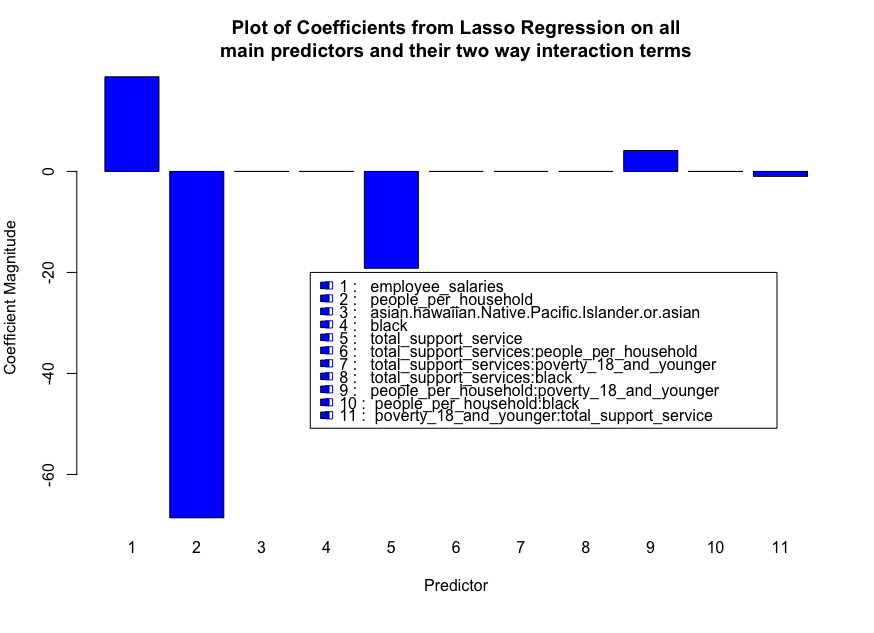 Plot of Coefficients from Lasso Regression on all
main predictors and their two way interaction terms
Coefficient Magnitude
0
-20
-40
-60
1 : employee_salaries
2 : people_per_household
3 : asian.hawaiian.Native.Pacific.Islander.or.asian
4 : black
5 : total_support_service
6 : total_support_services:people_per_household
7 : total_support_services:poverty_18_and_younger
8 : total_support_services:black
9 : people_per_household:poverty_18_and_younger
10 : people_per_household:black
11 : poverty_18_and_younger:total_support_service
1 2 3 4 5 6 7 8 9 10 11
Predictor